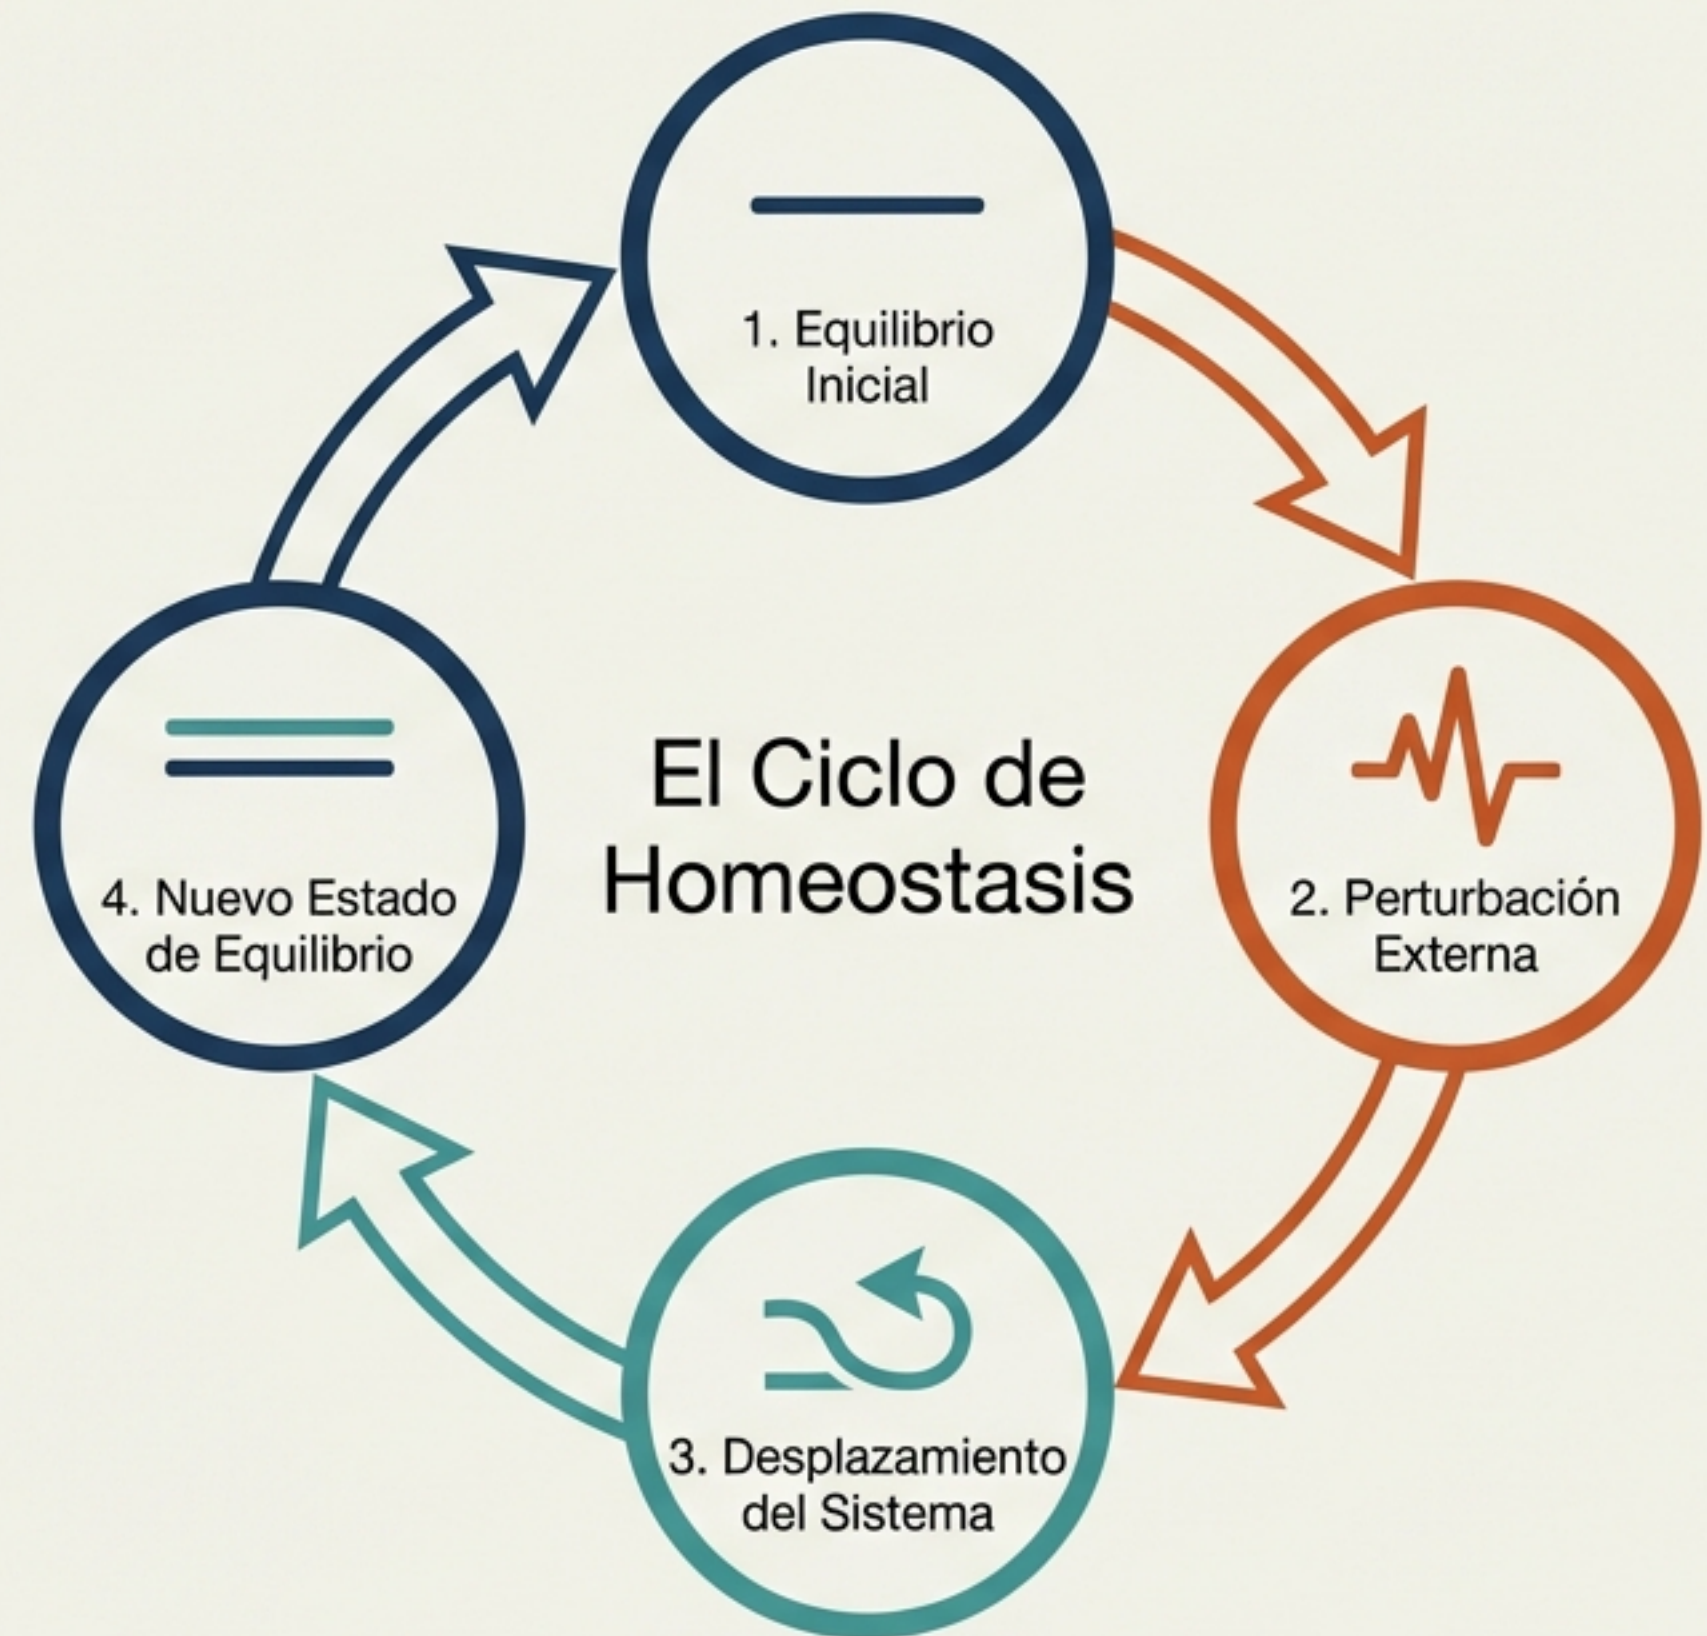 1. Equilibrio
Inicial
2. Perturbación
Externa
3. Desplazamiento
del Sistema
4. Nuevo Estado
de Equilibrio
El Ciclo de
Homeostasis